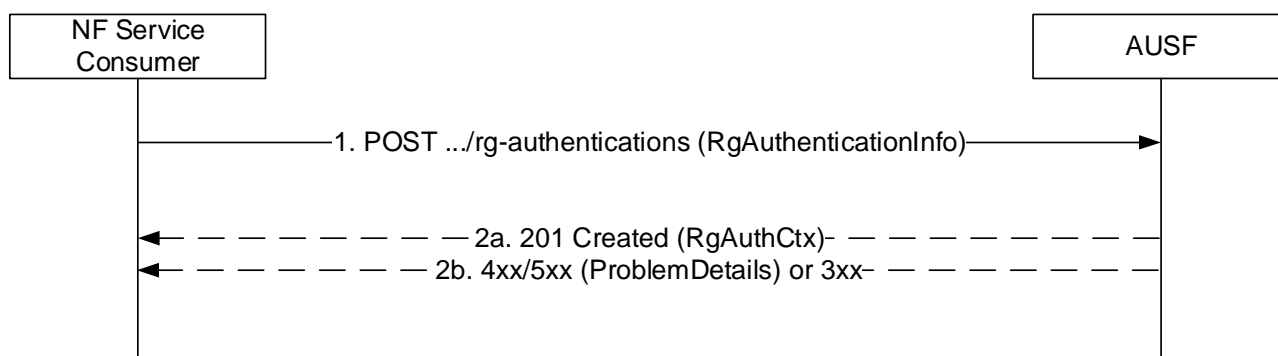 NF Service
Consumer
AUSF
1. POST .../rg-authentications (RgAuthenticationInfo)
2a. 201 Created (RgAuthCtx)
2b. 4xx/5xx (ProblemDetails) or 3xx